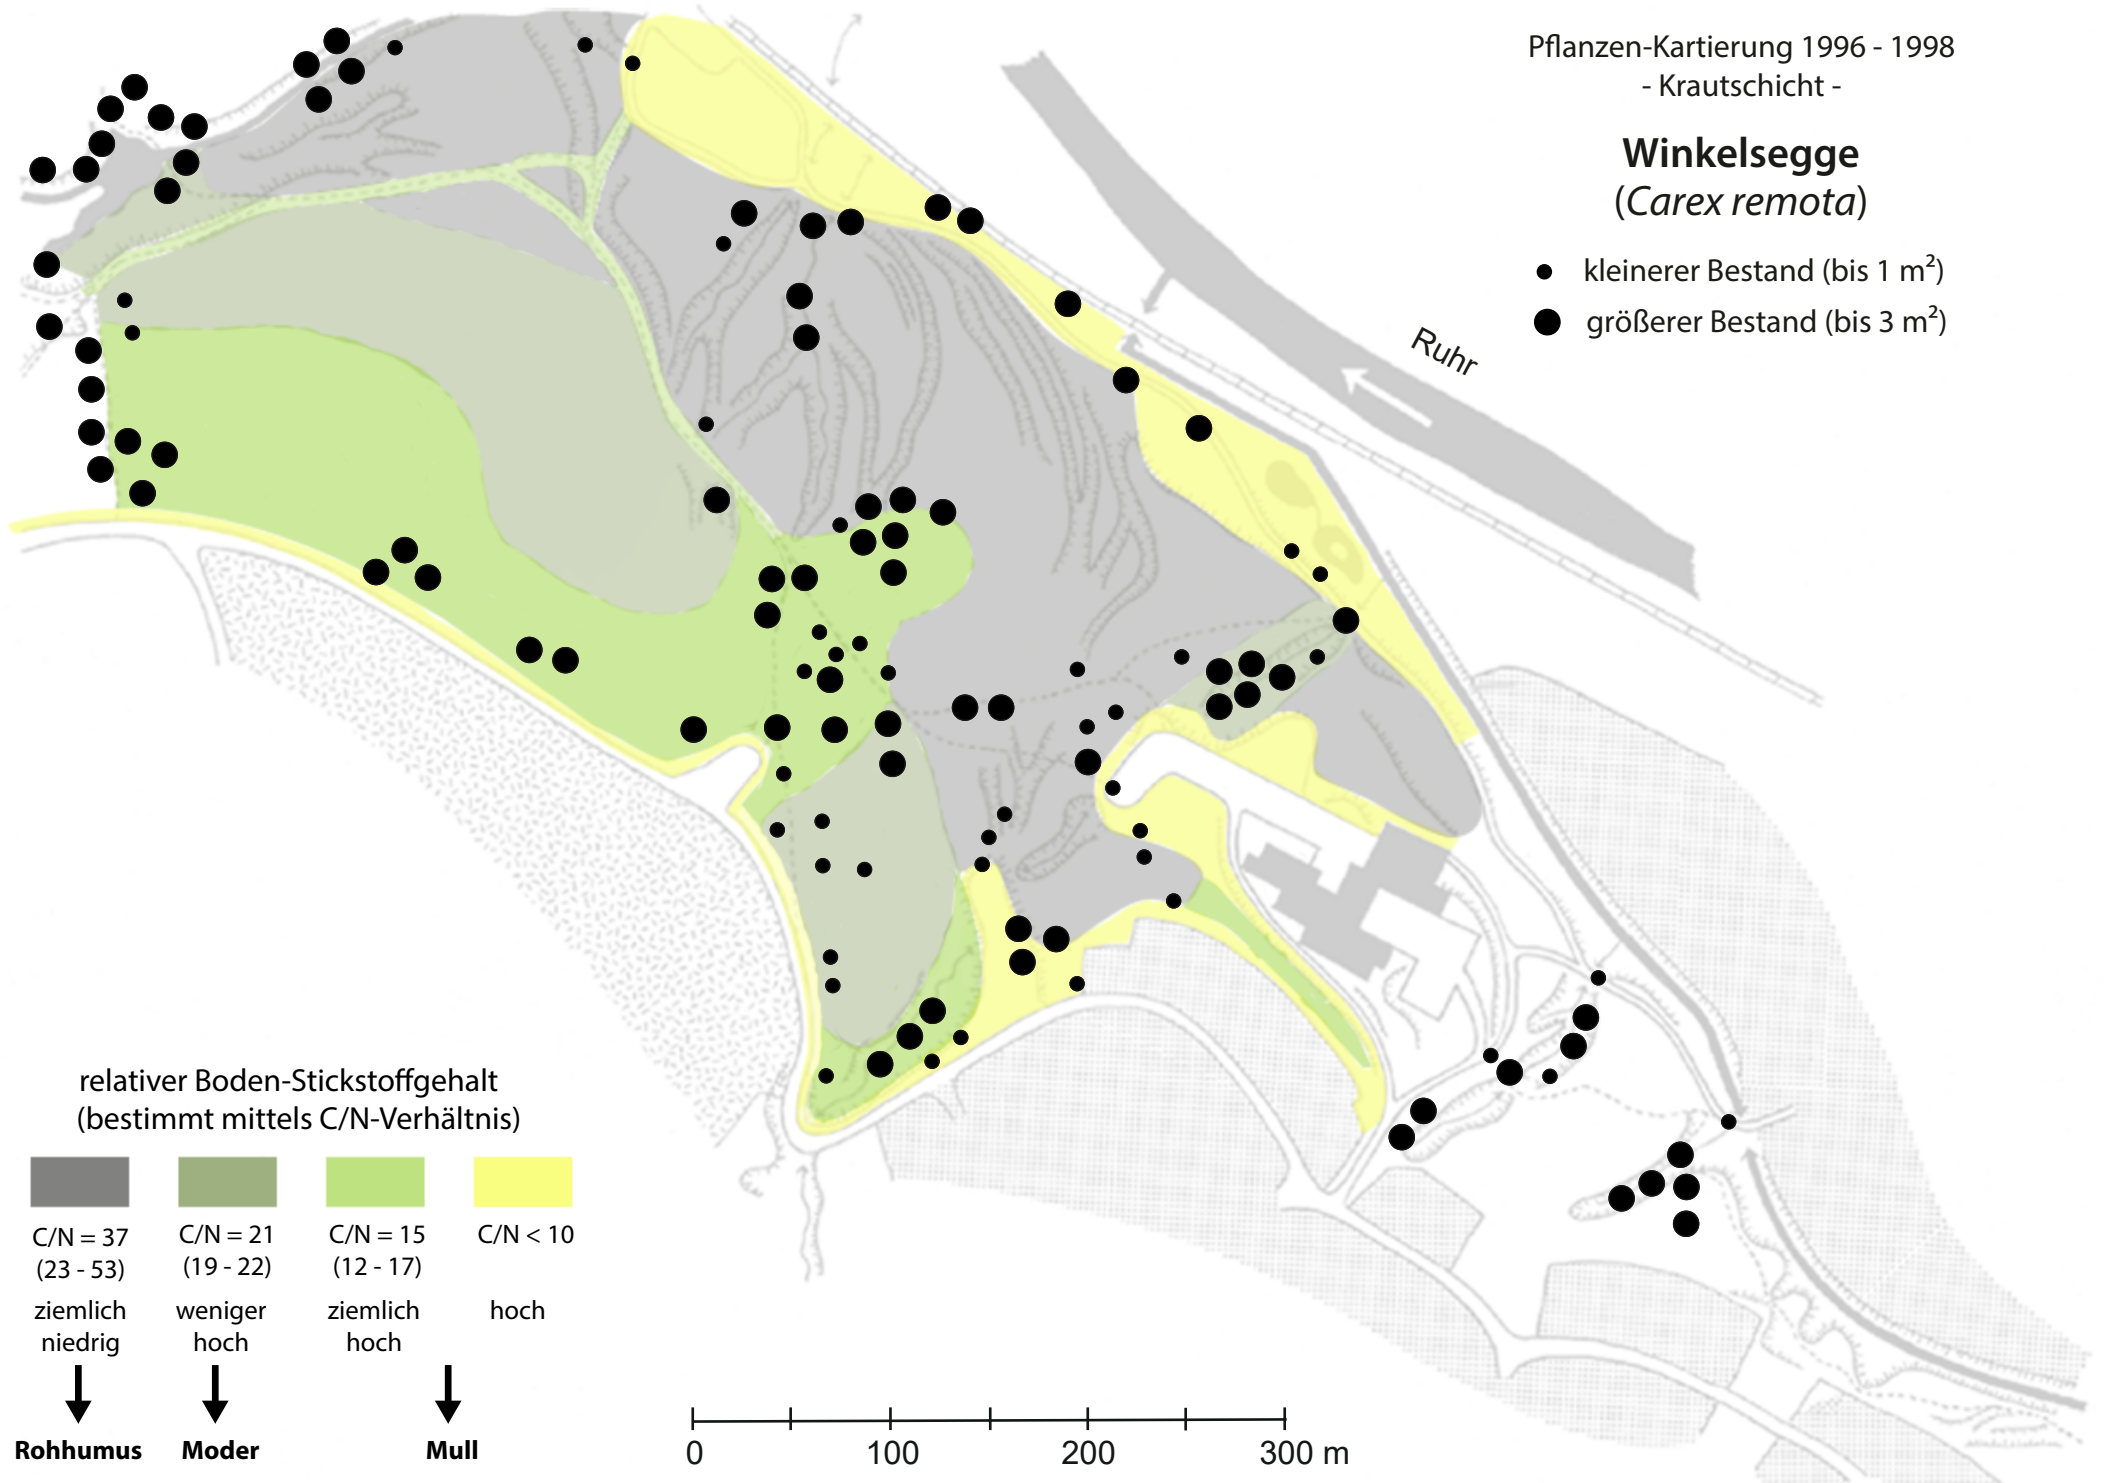 Pflanzen-Kartierung 1996 - 1998
- Krautschicht -
Winkelsegge
(Carex remota)
kleinerer Bestand (bis 1 m²)
größerer Bestand (bis 3 m²)
Ruhr
relativer Boden-Stickstoffgehalt
(bestimmt mittels C/N-Verhältnis)
C/N = 37 C/N = 21 C/N = 15 C/N < 10
(23 - 53) (19 - 22) (12 - 17)
ziemlich weniger ziemlich hoch
niedrig hoch hoch
Rohhumus Moder Mull
0 100 200 300 m